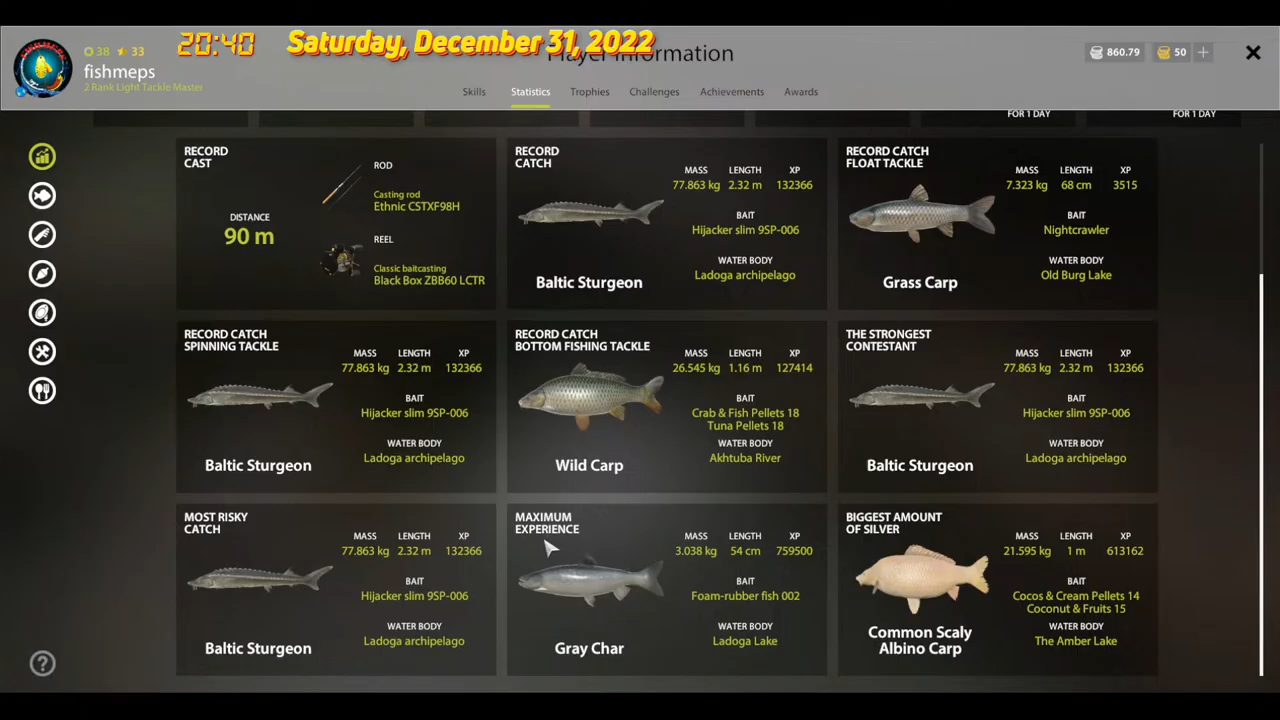 38 33
20:40
Saturday, December 31, 2022
Player Information
860.79
50
fishmeps
2 Rank Light Tackle Master
Skills
Statistics
Trophies
Challenges
Achievements
Awards
FOR 1 DAY
FOR 1 DAY
RECORD
CAST
DISTANCE
90 m
ROD
Casting rod
Ethnic CSTXF98H
REEL
Classic baitcasting
Black Box ZBB60 LCTR
RECORD
CATCH
MASS LENGTH XP
77.863 kg 2.32 m 132366
BAIT
Hijacker slim 9SP-006
WATER BODY
Ladoga archipelago
Baltic Sturgeon
RECORD CATCH
FLOAT TACKLE
MASS LENGTH XP
7.323 kg 68 cm 3515
BAIT
Nightcrawler
WATER BODY
Old Burg Lake
Grass Carp
RECORD CATCH
SPINNING TACKLE
MASS LENGTH XP
77.863 kg 2.32 m 132366
BAIT
Hijacker slim 9SP-006
WATER BODY
Ladoga archipelago
Baltic Sturgeon
RECORD CATCH
BOTTOM FISHING TACKLE
MASS LENGTH XP
26.545 kg 1.16 m 127414
BAIT
Crab & Fish Pellets 18
Tuna Pellets 18
WATER BODY
Akhtuba River
Wild Carp
THE STRONGEST
CONTESTANT
MASS LENGTH XP
77.863 kg 2.32 m 132366
BAIT
Hijacker slim 9SP-006
WATER BODY
Ladoga archipelago
Baltic Sturgeon
MOST RISKY
CATCH
MASS LENGTH XP
77.863 kg 2.32 m 132366
BAIT
Hijacker slim 9SP-006
WATER BODY
Ladoga archipelago
Baltic Sturgeon
MAXIMUM
EXPERIENCE
MASS LENGTH XP
3.038 kg 54 cm 759500
BAIT
Foam-rubber fish 002
WATER BODY
Ladoga Lake
Gray Char
BIGGEST AMOUNT
OF SILVER
MASS LENGTH XP
21.595 kg 1 m 613162
BAIT
Cocos & Cream Pellets 14
Coconut & Fruits 15
WATER BODY
The Amber Lake
Common Scaly
Albino Carp